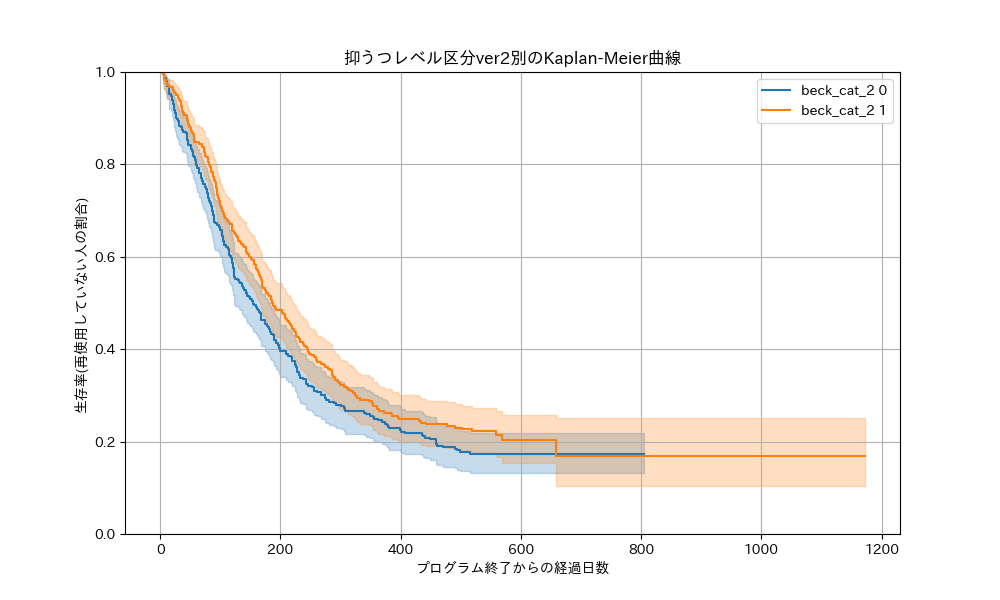 抑うつレベル区分ver2別のKaplan-Meier曲線
beck_cat_2 0
beck_cat_2 1
生存率(再使用していない人の割合)
1.0
0.8
0.6
0.4
0.2
0.0
0 200 400 600 800 1000 1200
プログラム終了からの経過日数